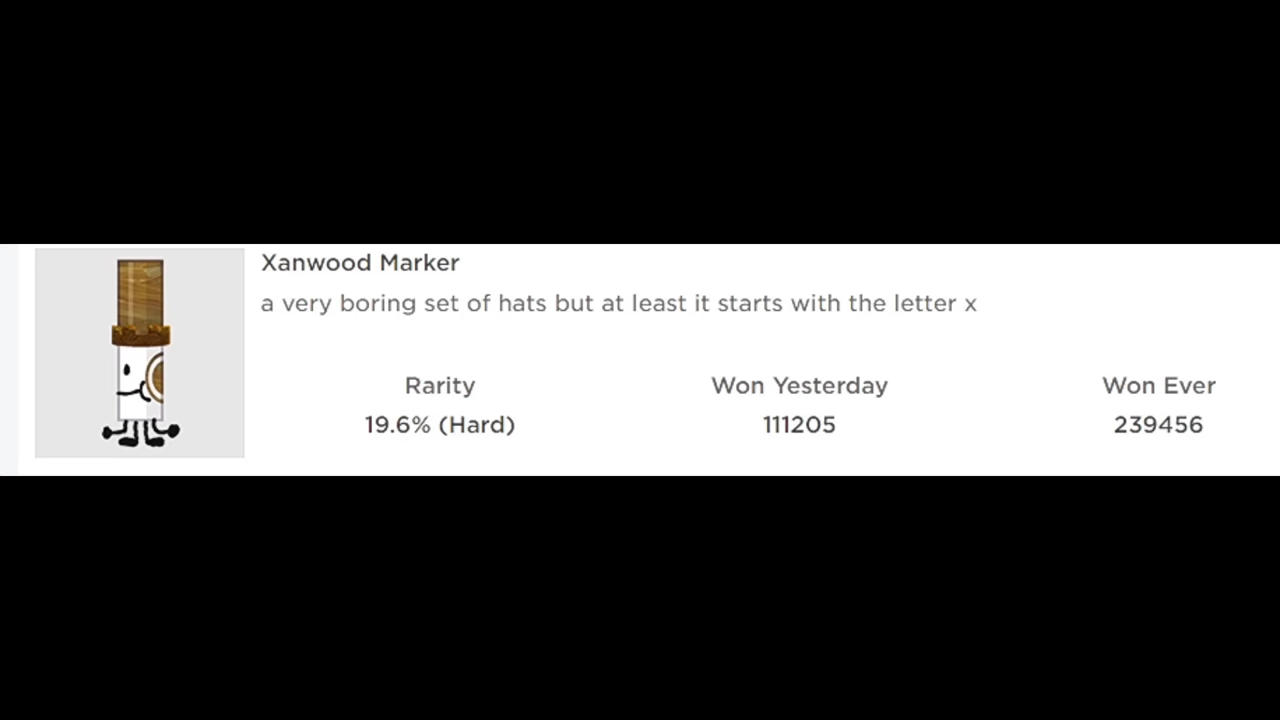 Xanwood Marker
a very boring set of hats but at least it starts with the letter x
Rarity Won Yesterday Won Ever
19.6% (Hard) 111205 239456